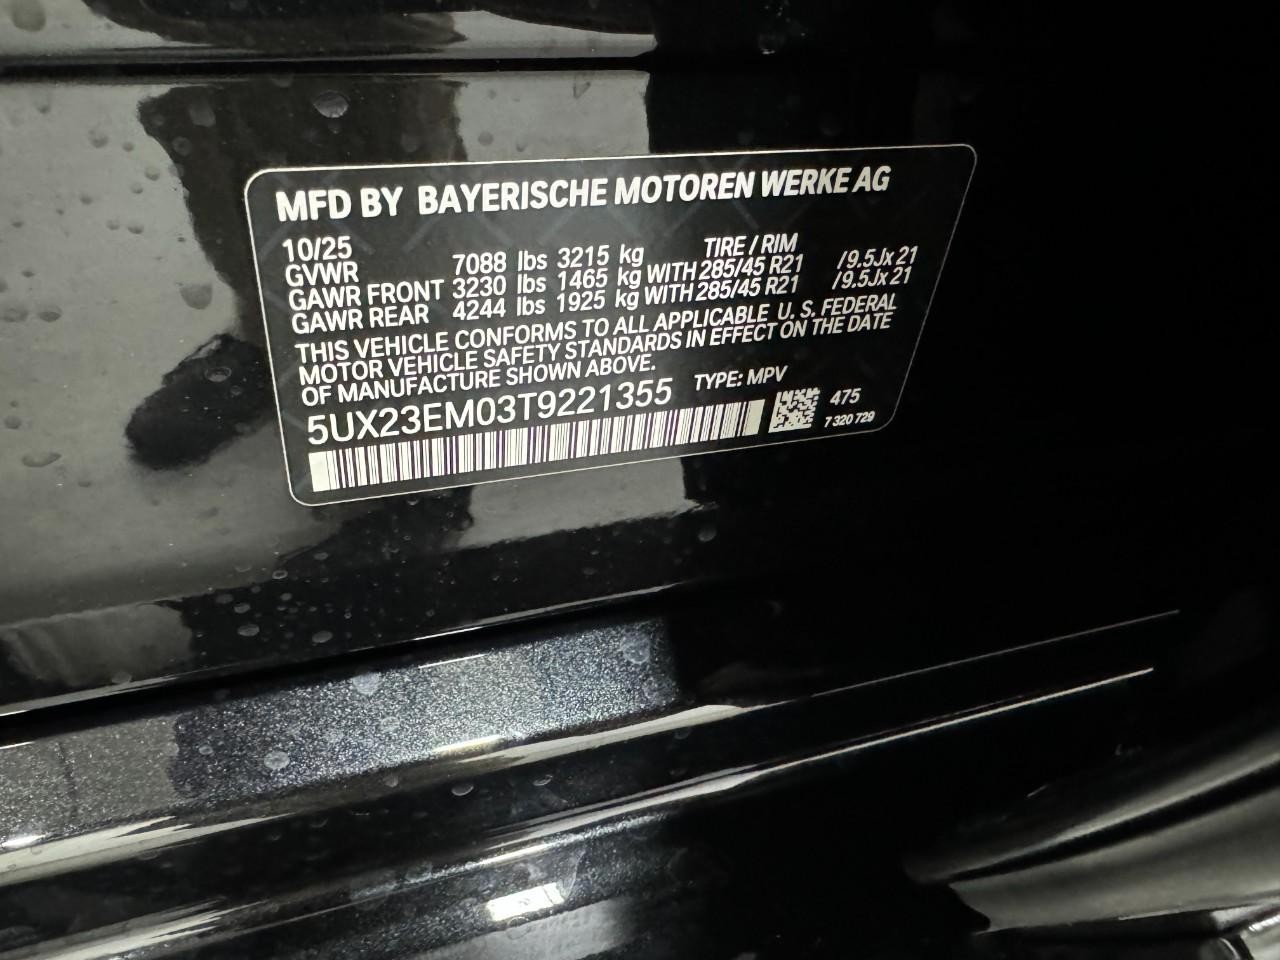 MFD BY BAYERISCHE MOTOREN WERKE AG
10/25 TIRE / RIM
GVWR 7088 lbs 3215 kg
GAWR FRONT 3230 lbs 1465 kg WITH 285/45 R21 /9.5Jx 21
GAWR REAR 4244 lbs 1925 kg WITH 285/45 R21 /9.5Jx 21
THIS VEHICLE CONFORMS TO ALL APPLICABLE U. S. FEDERAL
MOTOR VEHICLE SAFETY STANDARDS IN EFFECT ON THE DATE
OF MANUFACTURE SHOWN ABOVE.
5UX23EM03T9221355 TYPE: MPV
475
7 320 729